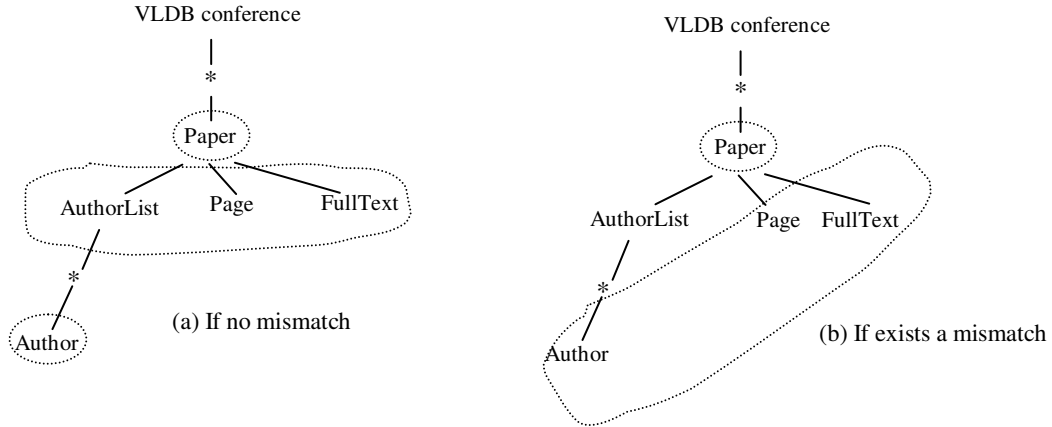 VLDB conference
*
Paper
AuthorList
Page
FullText
*
Author
(a) If no mismatch
VLDB conference
*
Paper
AuthorList
Page
FullText
*
Author
(b) If exists a mismatch